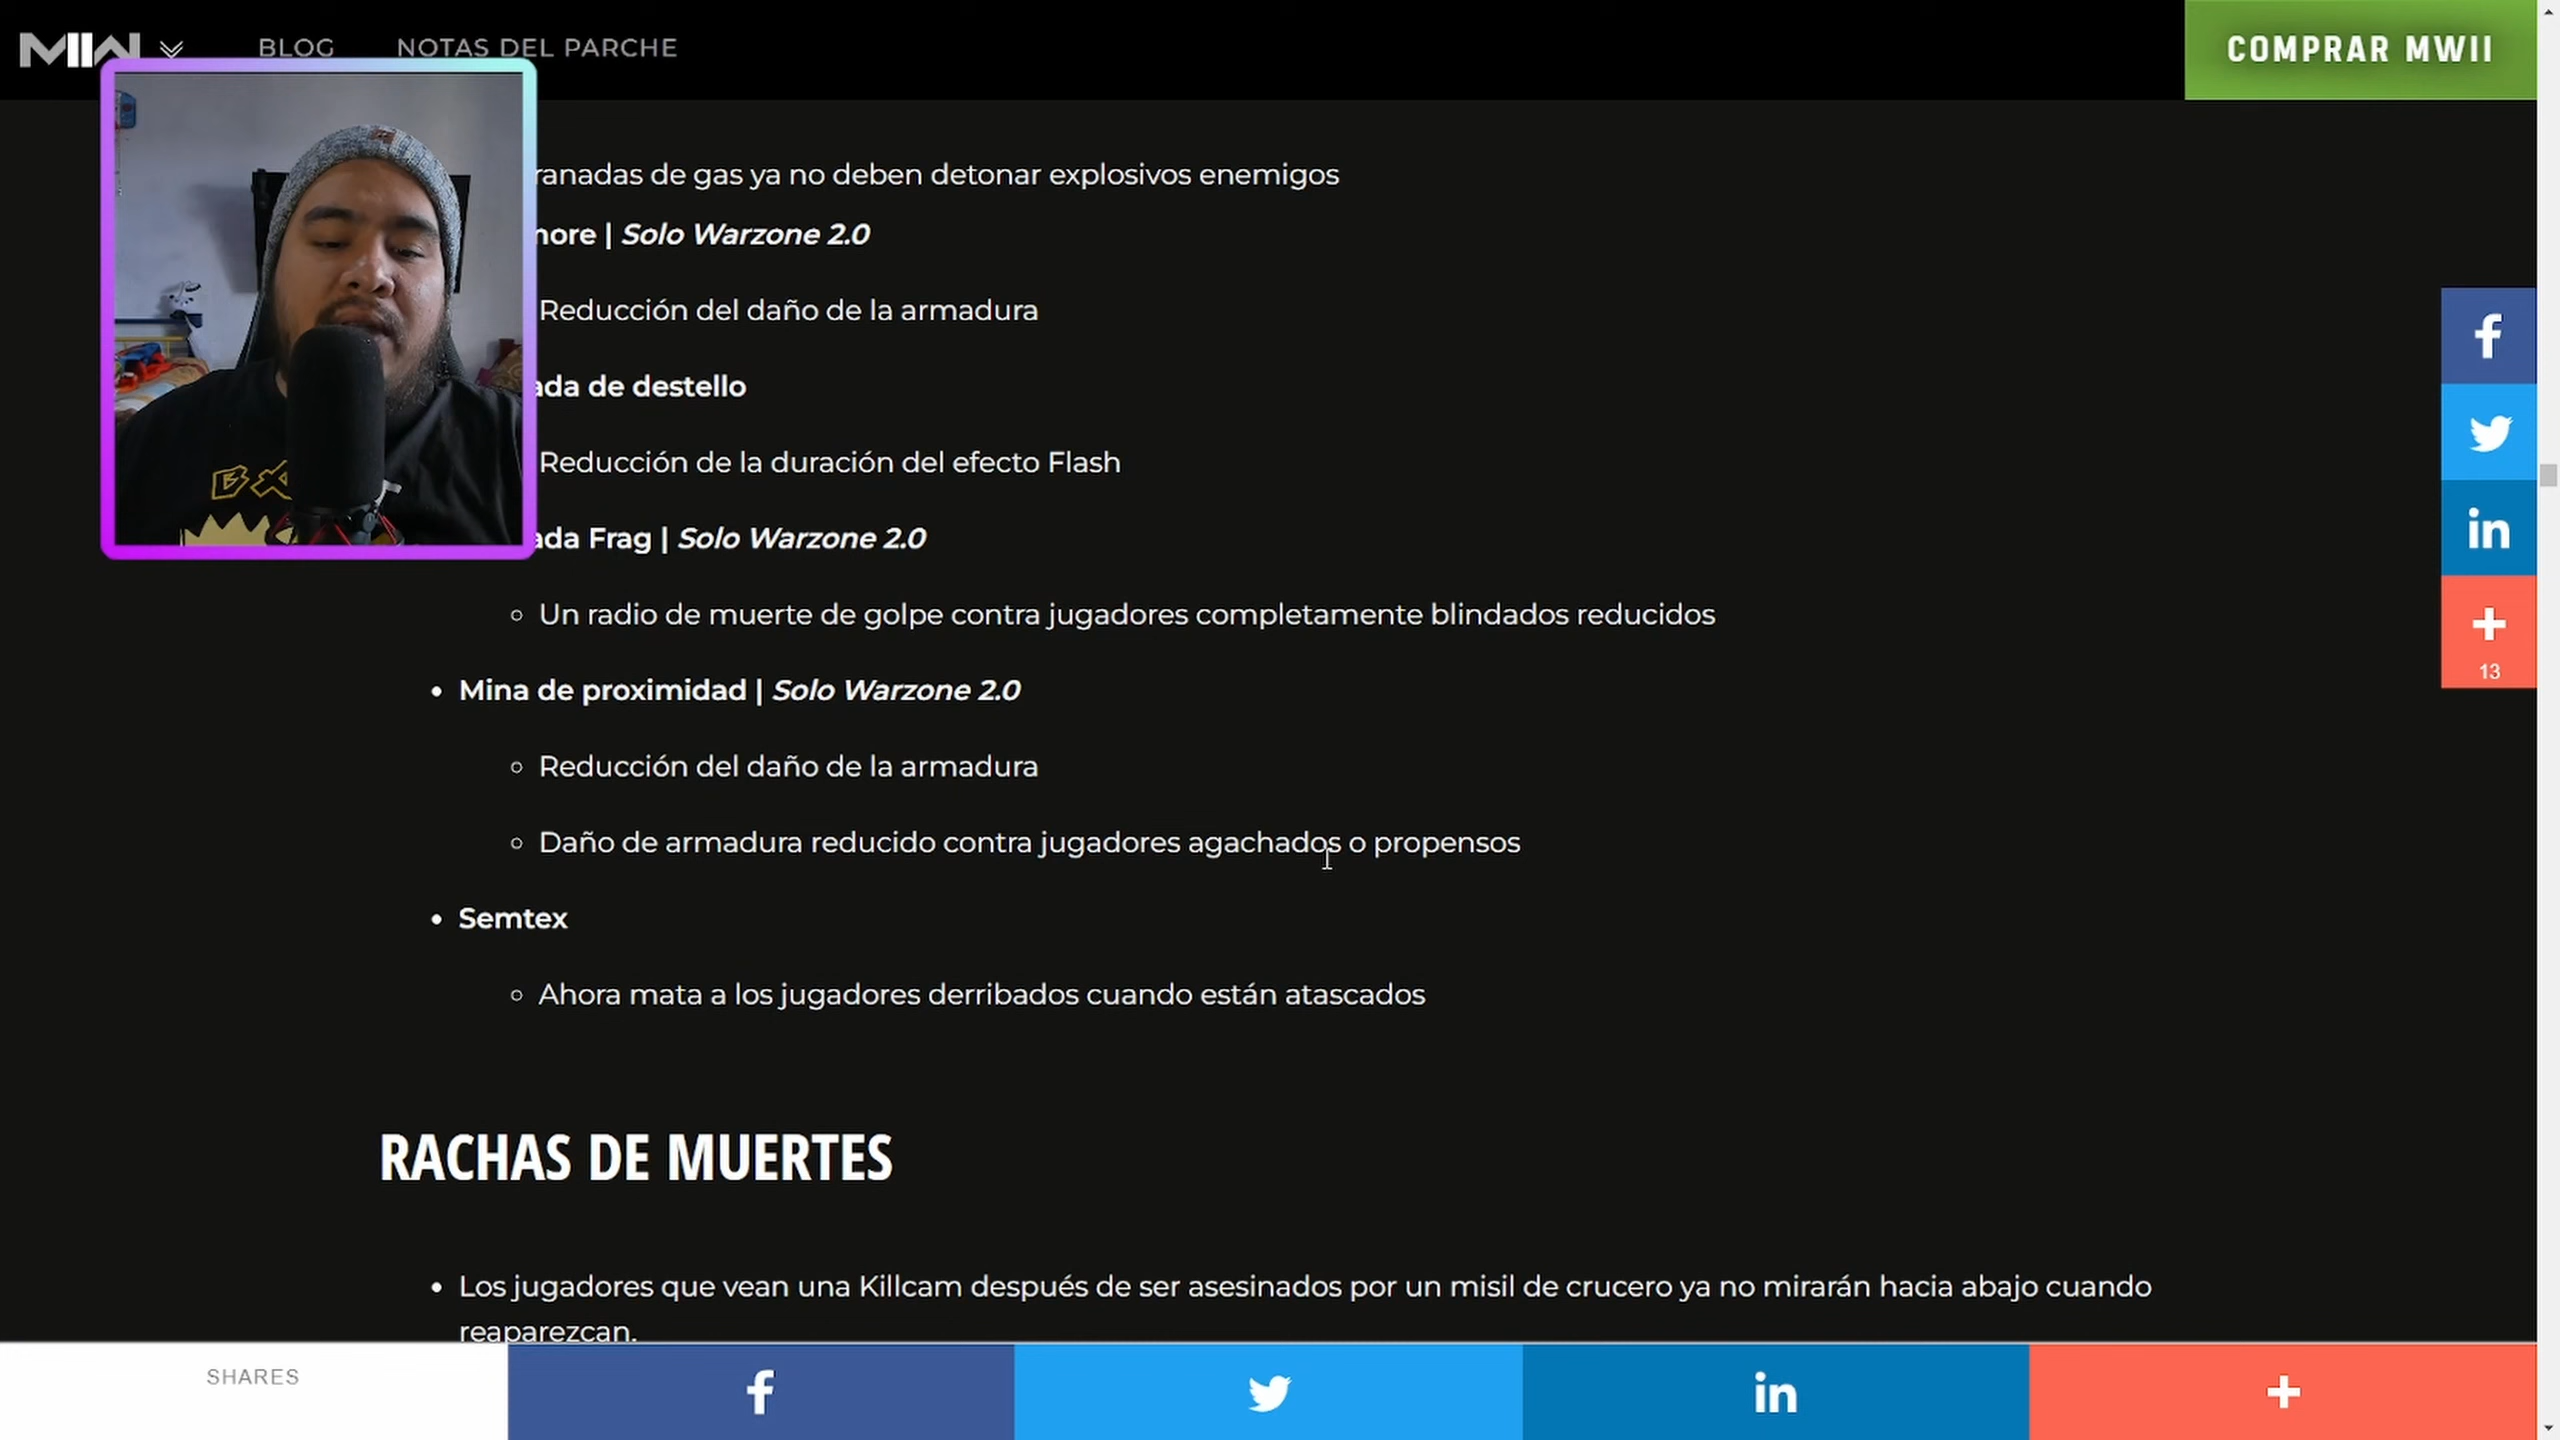 MW
BLOG
NOTAS DEL PARCHE
COMPRAR MWII
ranadas de gas ya no deben detonar explosivos enemigos
more | Solo Warzone 2.0
Reducción del daño de la armadura
ada de destello
Reducción de la duración del efecto Flash
ada Frag | Solo Warzone 2.0
Un radio de muerte de golpe contra jugadores completamente blindados reducidos
Mina de proximidad | Solo Warzone 2.0
Reducción del daño de la armadura
Daño de armadura reducido contra jugadores agachados o propensos
Semtex
Ahora mata a los jugadores derribados cuando están atascados
RACHAS DE MUERTES
Los jugadores que vean una Killcam después de ser asesinados por un misil de crucero ya no mirarán hacia abajo cuando
reaparezcan.
13
SHARES